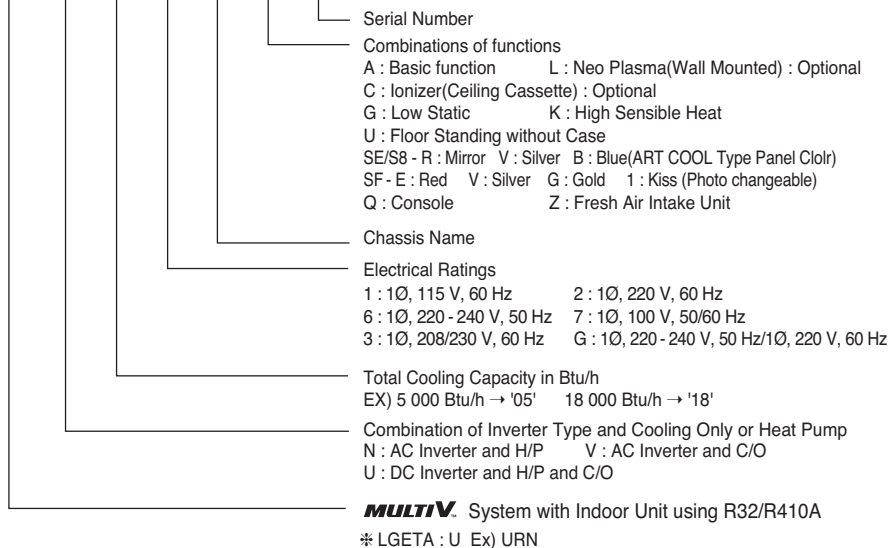 Serial Number
Combinations of functions
A : Basic function L : Neo Plasma(Wall Mounted) : Optional
C : Ionizer(Ceiling Cassette) : Optional
G : Low Static K : High Sensible Heat
U : Floor Standing without Case
SE/S8 - R : Mirror V : Silver B : Blue(ART COOL Type Panel Clolr)
SF - E : Red V : Silver G : Gold 1 : Kiss (Photo changeable)
Q : Console Z : Fresh Air Intake Unit
Chassis Name
Electrical Ratings
1 : 1Ø, 115 V, 60 Hz 2 : 1Ø, 220 V, 60 Hz
6 : 1Ø, 220 - 240 V, 50 Hz 7 : 1Ø, 100 V, 50/60 Hz
3 : 1Ø, 208/230 V, 60 Hz G : 1Ø, 220 - 240 V, 50 Hz/1Ø, 220 V, 60 Hz
Total Cooling Capacity in Btu/h
EX) 5 000 Btu/h → '05' 18 000 Btu/h → '18'
Combination of Inverter Type and Cooling Only or Heat Pump
N : AC Inverter and H/P V : AC Inverter and C/O
U : DC Inverter and H/P and C/O
MULTI V™ System with Indoor Unit using R32/R410A
❈ LGETA : U Ex) URN